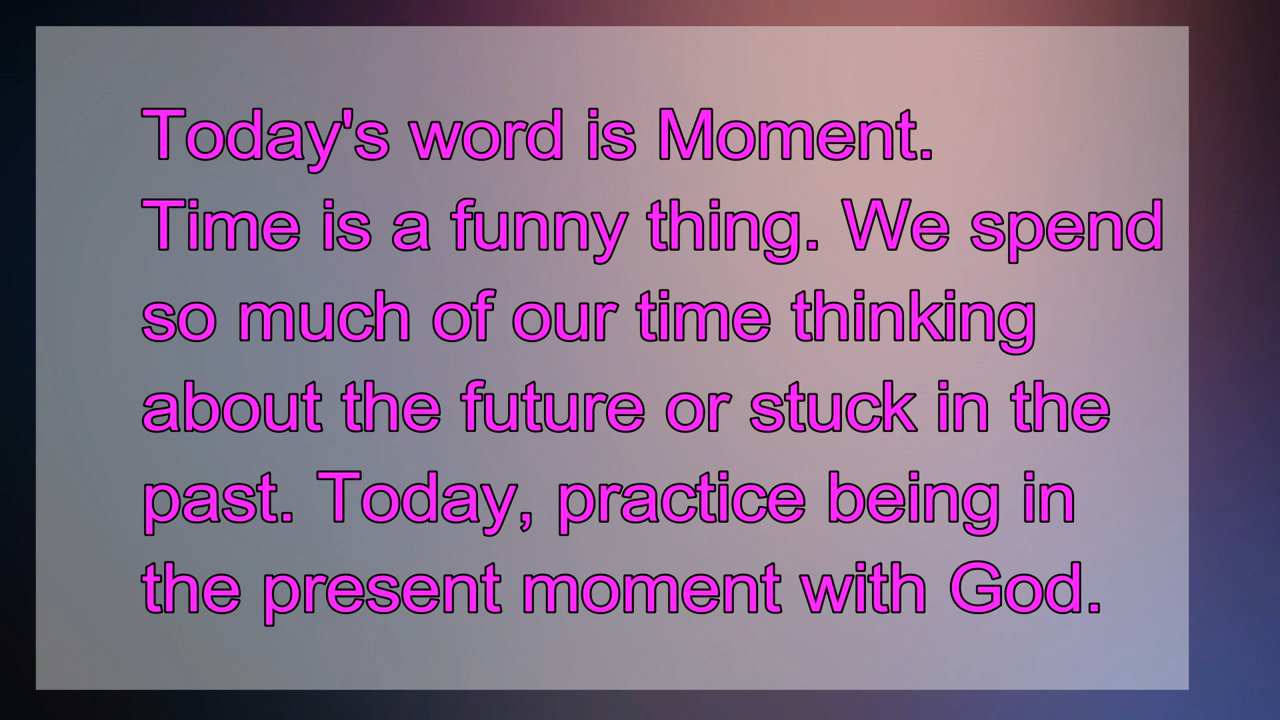 Today's word is Moment.
Time is a funny thing. We spend
so much of our time thinking
about the future or stuck in the
past. Today, practice being in
the present moment with God.